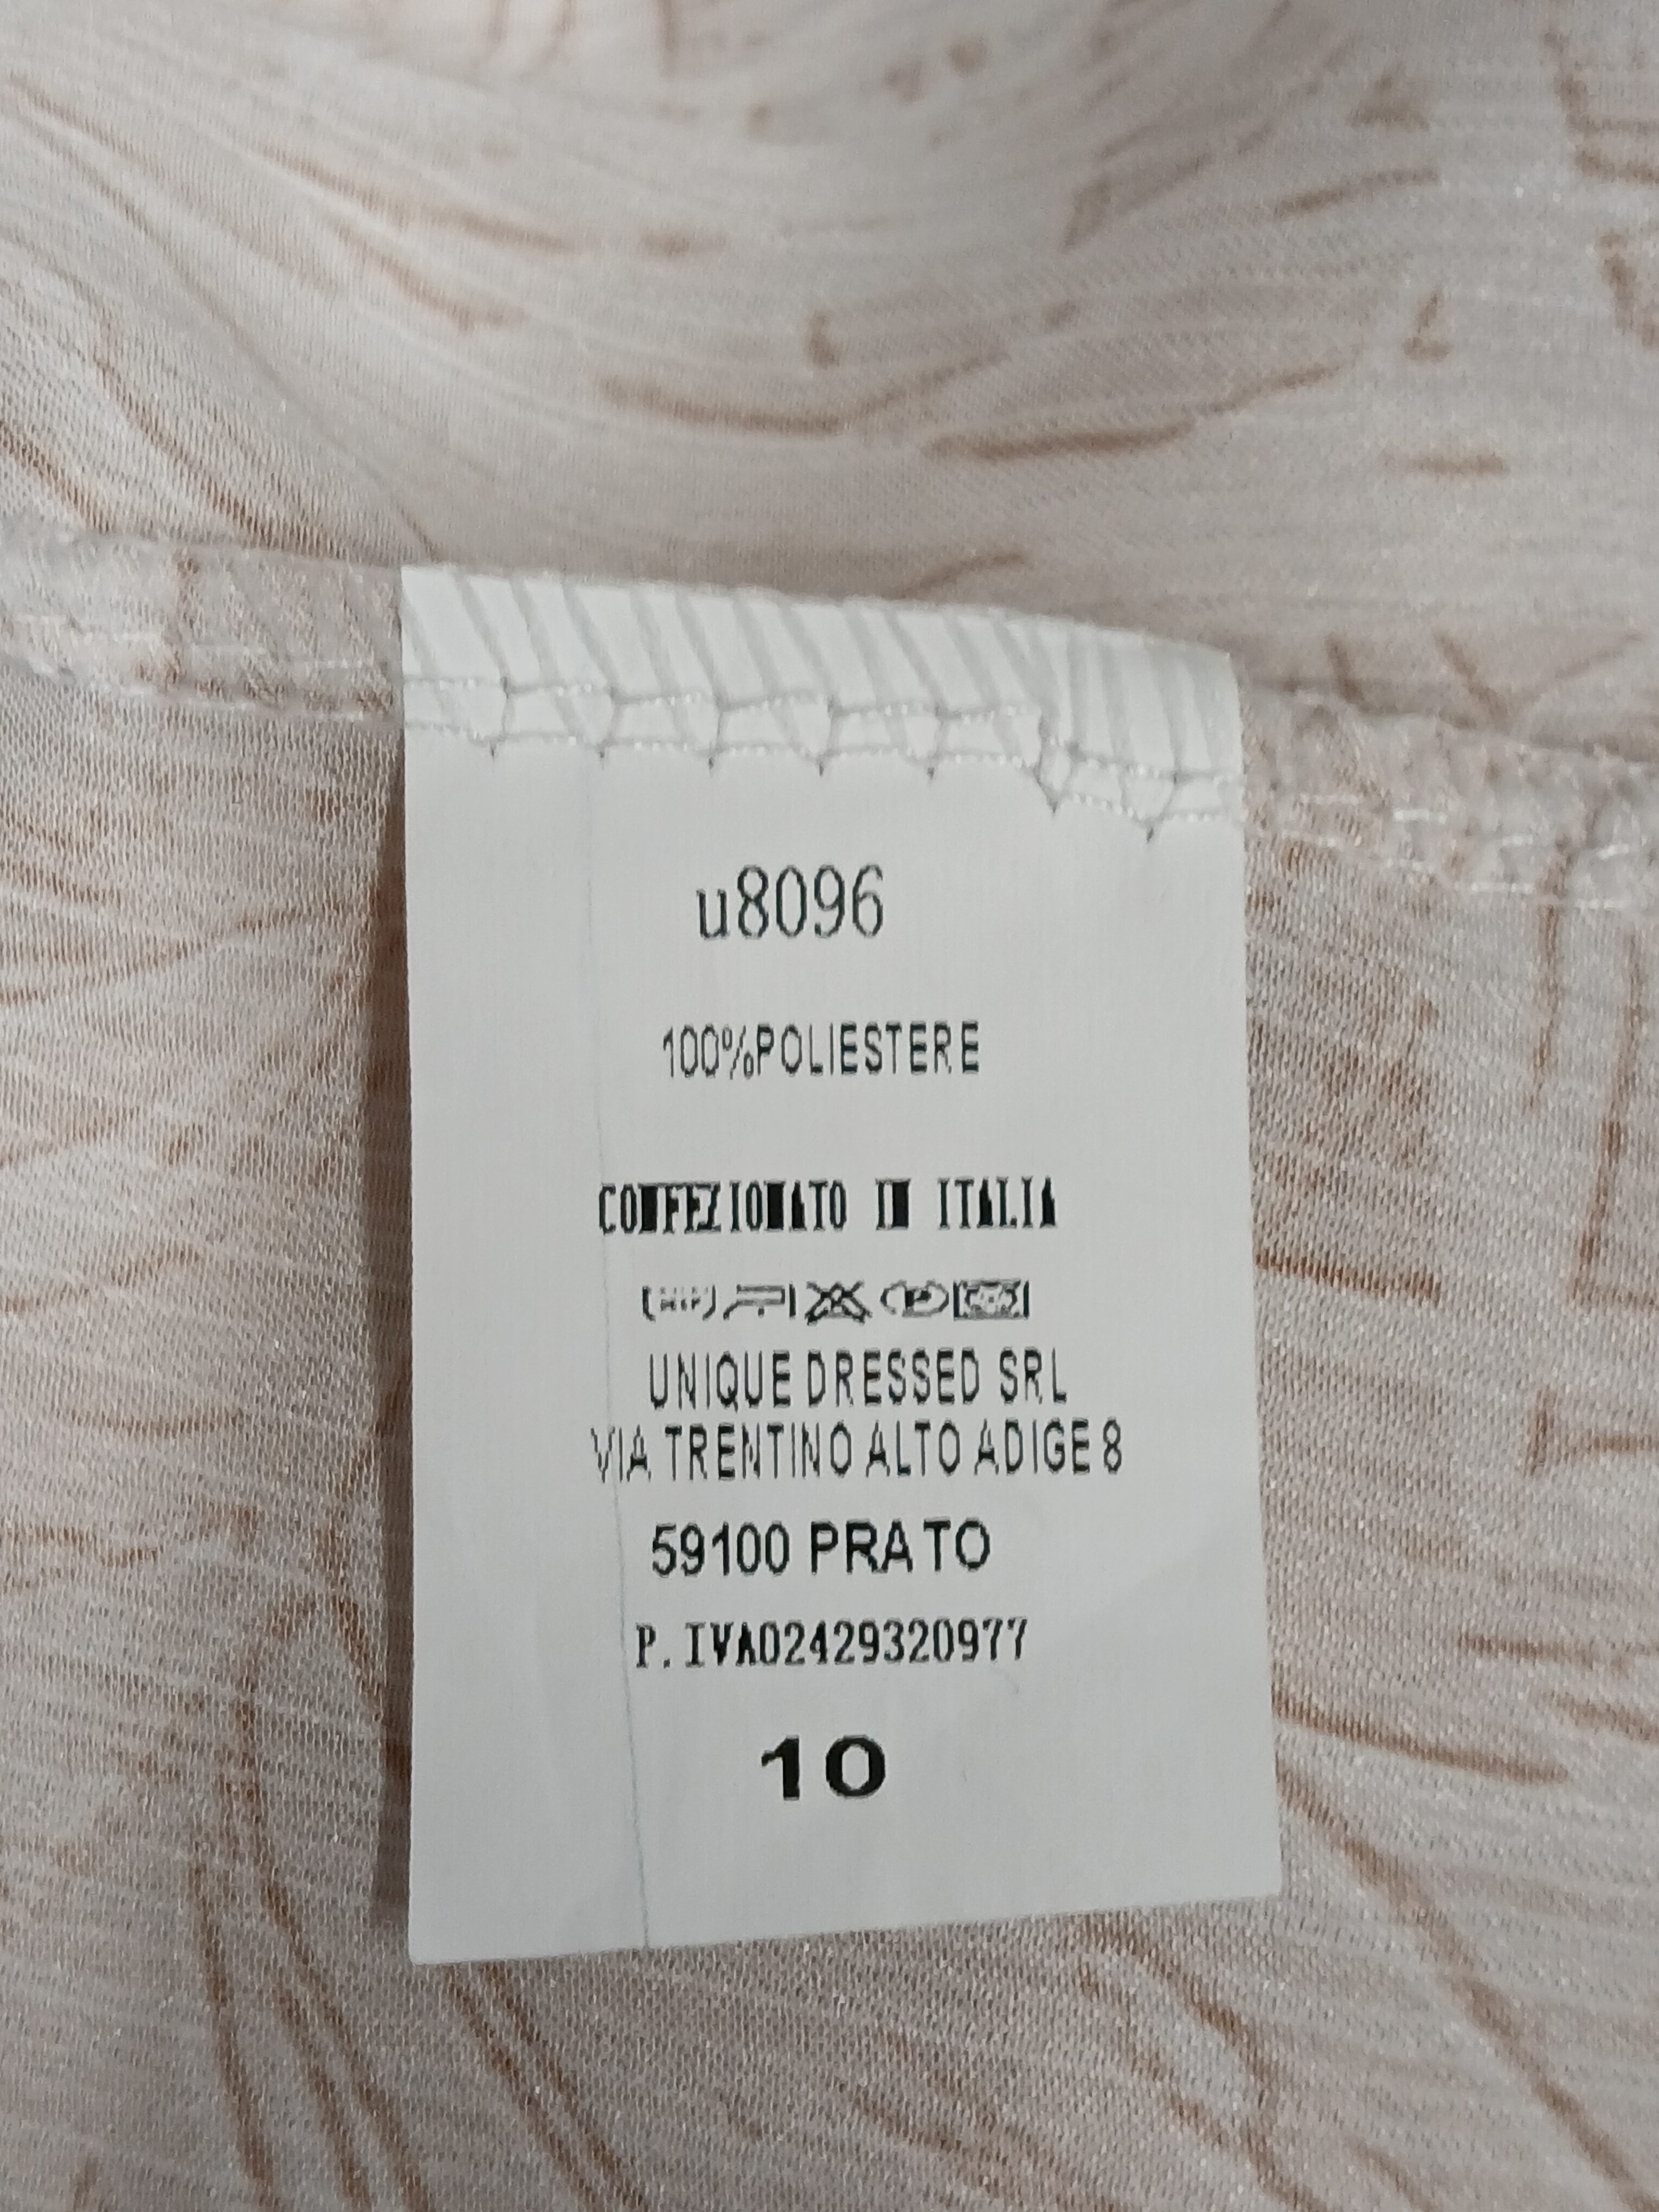 u8096
100%POLIESTERE
CONFEZIONATO IN ITALIA
UNIQUE DRESSED SRL
VIA TRENTINO ALTO ADIGE 8
59100 PRATO
P.IVA02429320977
10